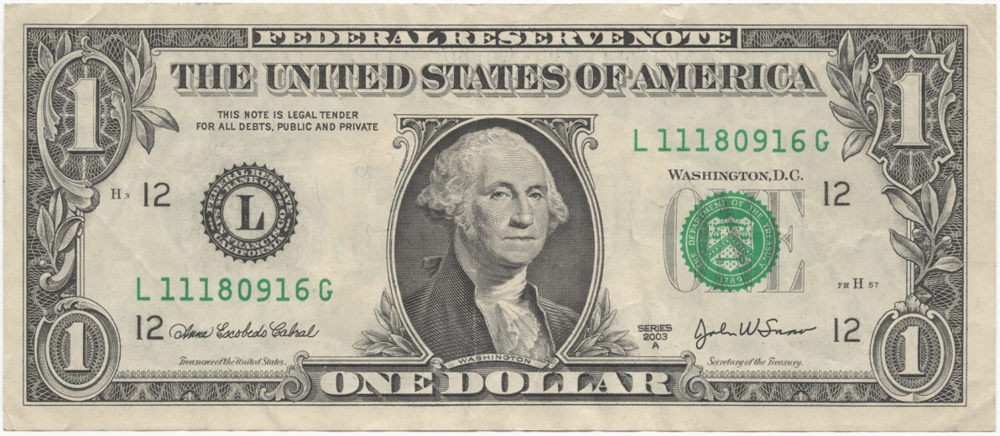 FEDERAL RESERVE NOTE
THE UNITED STATES OF AMERICA
1
1
THIS NOTE IS LEGAL TENDER
FOR ALL DEBTS, PUBLIC AND PRIVATE
L 11180916 G
WASHINGTON, D.C.
H 3
12
12
FEDERAL RESERVE
BANK OF
SAN FRANCISCO
CALIFORNIA
L
THE DEPARTMENT OF THE TREASURY
1789
ONE
L 11180916 G
FW H 57
12
Anna Escobedo Cabral
Treasurer of the United States.
SERIES
2003
A
John W Snow
Secretary of the Treasury.
12
1
WASHINGTON
1
ONE DOLLAR